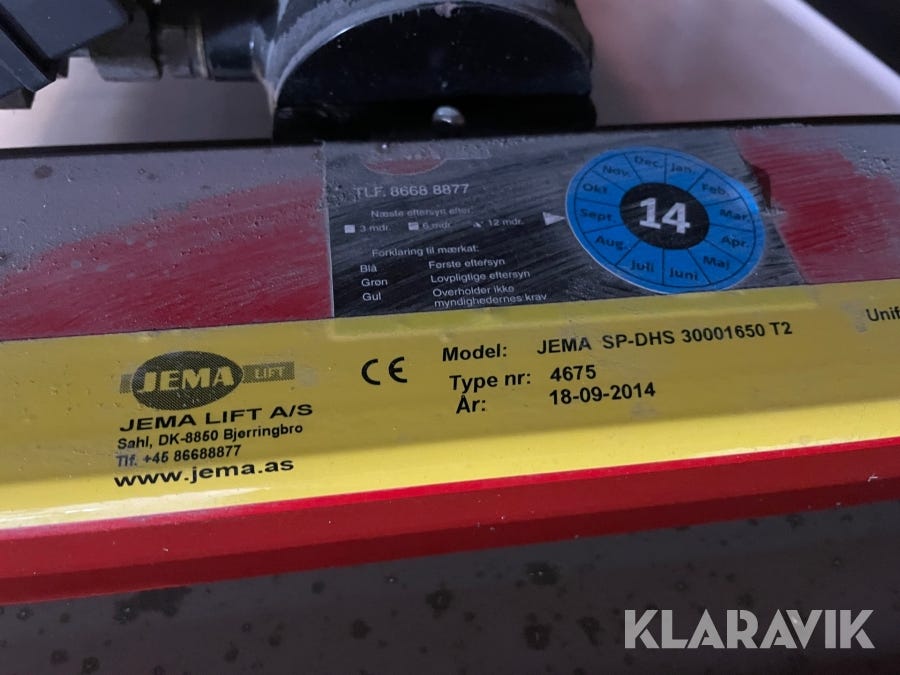 JEMA
TLF. 8668 8877
Næste eftersyn efter:
3 mdr. 6 mdr. 12 mdr.
Forklaring til mærkat:
Blå Første eftersyn
Grøn Lovpligtige eftersyn
Gul Overholder ikke
myndighedernes krav
Dec. Jan. Feb. Mar. Apr. Maj Juni Juli Aug. Sept. Okt Nov.
14
JEMA LIFT
JEMA LIFT A/S
Sahl, DK-8850 Bjerringbro
Tlf. +45 86688877
www.jema.as
CE
Model: JEMA SP-DHS 30001650 T2
Type nr: 4675
År: 18-09-2014
Unif
KLARAVIK